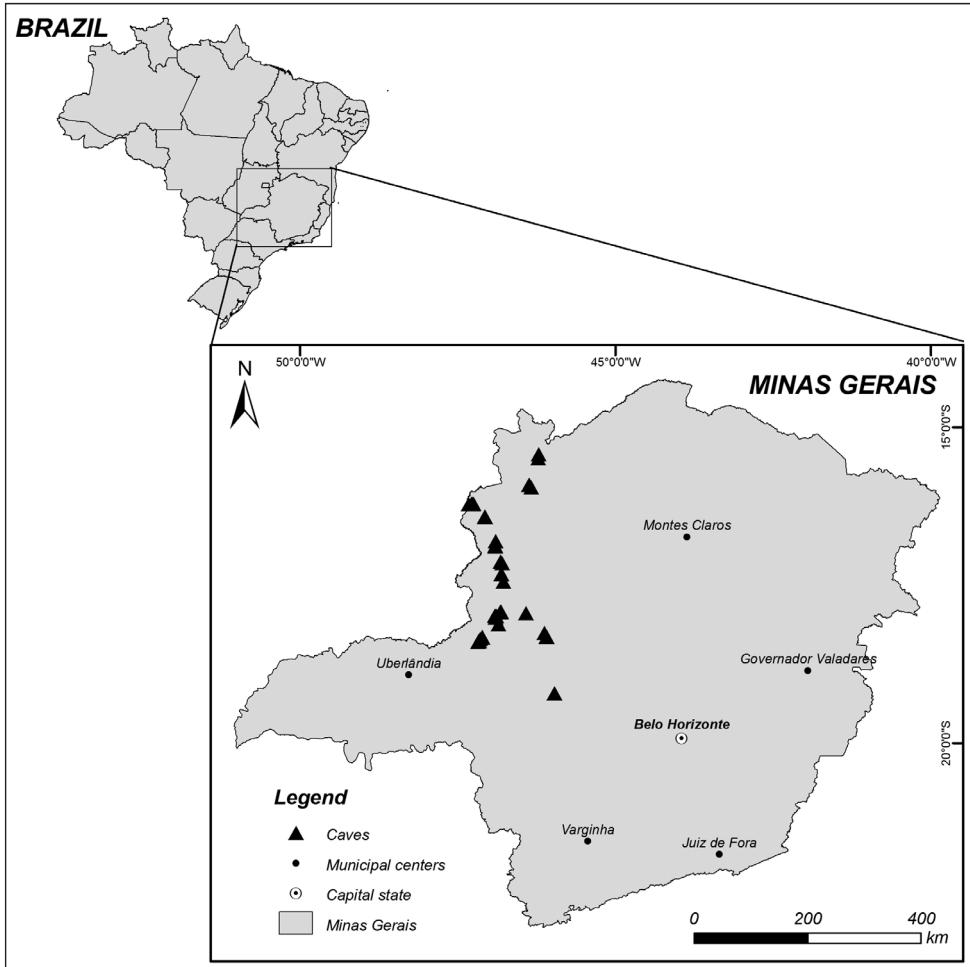 BRAZIL
50°0'0"W
45°0'0"W
40°0'0"W
N
MINAS GERAIS
15°0'0"S
Montes Claros
Uberlândia
Governador Valadares
Belo Horizonte
20°0'0"S
Legend
Caves
Varginha
Juiz de Fora
Municipal centers
Capital state
Minas Gerais
0 200 400
km